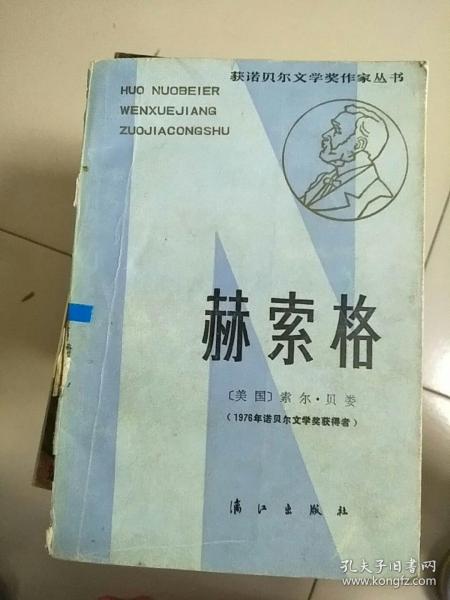 获诺贝尔文学奖作家丛书
HUO NUOBEIER
WENXUEJIANG
ZUOJIACONGSHU
赫索格
〔美国〕索尔·贝娄
（1976年诺贝尔文学奖获得者）
漓江出版社
孔夫子旧书网
www.kongfz.com